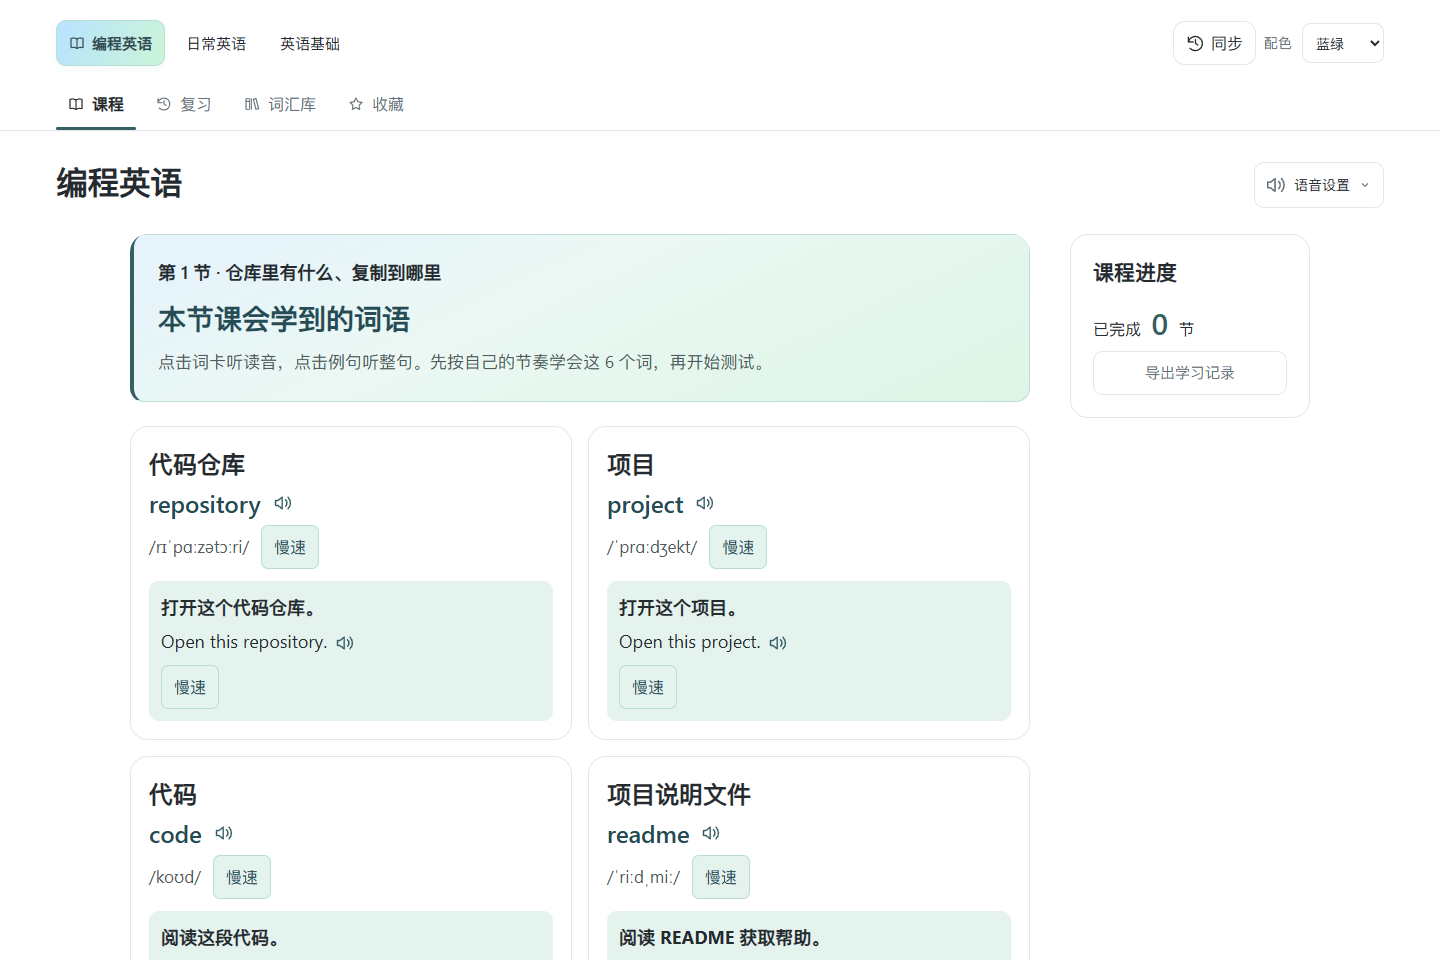 编程英语
日常英语
英语基础
同步
配色
蓝绿
课程
复习
词汇库
收藏
编程英语
语音设置
第 1 节 · 仓库里有什么、复制到哪里
本节课会学到的词语
点击词卡听读音，点击例句听整句。先按自己的节奏学会这 6 个词，再开始测试。
课程进度
已完成 0 节
导出学习记录
代码仓库
repository
/rɪˈpɑːzətɔːri/ 慢速
打开这个代码仓库。
Open this repository.
慢速
项目
project
/ˈprɑːdʒekt/ 慢速
打开这个项目。
Open this project.
慢速
代码
code
/koʊd/ 慢速
阅读这段代码。
项目说明文件
readme
/ˈriːdˌmiː/ 慢速
阅读 README 获取帮助。